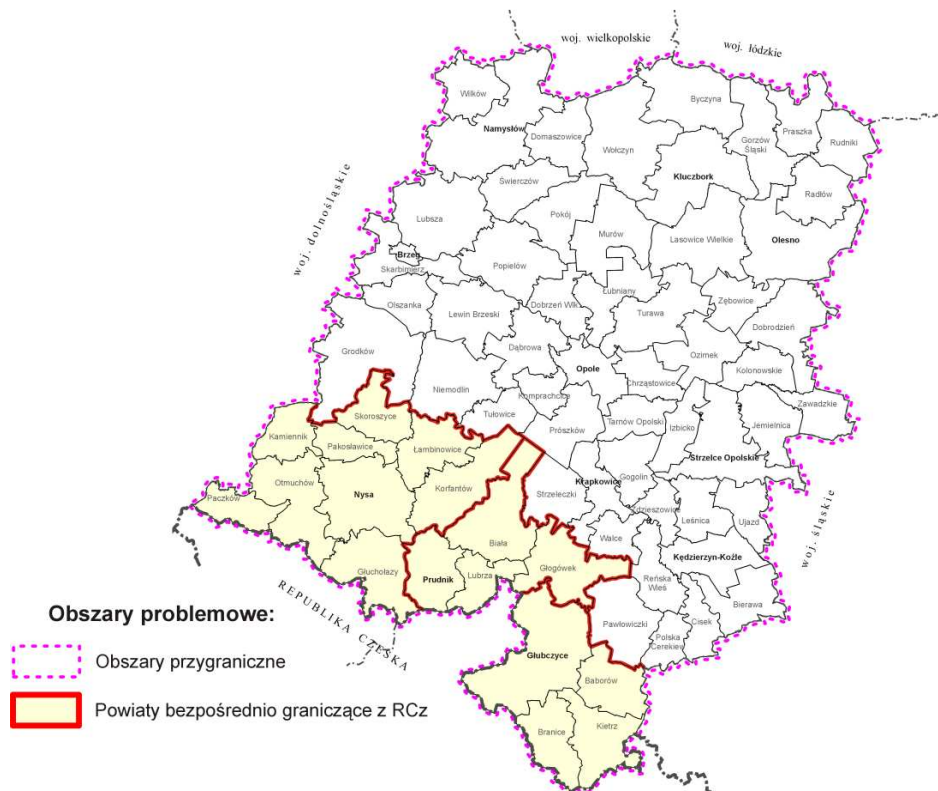 woj. wielkopolskie
woj. łódzkie
Wilków
Byczyna
Namysłów
Domaszowice
Praszka
Gorzów
Śląski
Rudniki
Wołczyn
Kluczbork
Świerczów
Radłów
Lubsza
Pokój
Murów
Lasowice Wielkie
Olesno
woj. dolnośląskie
Brzeg
Skarbimierz
Popielów
Łubniany
Zębowice
Olszanka
Lewin Brzeski
Dobrzeń Wlk.
Turawa
Dobrodzień
Grodków
Dąbrowa
Ozimek
Opole
Kolonowskie
Niemodlin
Chrząstowice
Komprachcice
Zawadzkie
Skoroszyce
Tułowice
Tarnów Opolski
Izbicko
Jemielnica
Kamiennik
Pakosławice
Łambinowice
Prószków
Strzelce Opolskie
Otmuchów
Nysa
Korfantów
Strzeleczki
Krapkowice
Gogolin
Paczków
Zdzieszowice
Leśnica
Ujazd
woj. śląskie
Biała
Walce
Kędzierzyn-Koźle
Głuchołazy
Prudnik
Lubrza
Głogówek
Reńska
Wieś
Bierawa
REPUBLIKA CZESKA
Pawłowiczki
Cisek
Polska
Cerekiew
Głubczyce
Baborów
Branice
Kietrz
Obszary problemowe:
Obszary przygraniczne
Powiaty bezpośrednio graniczące z RCz